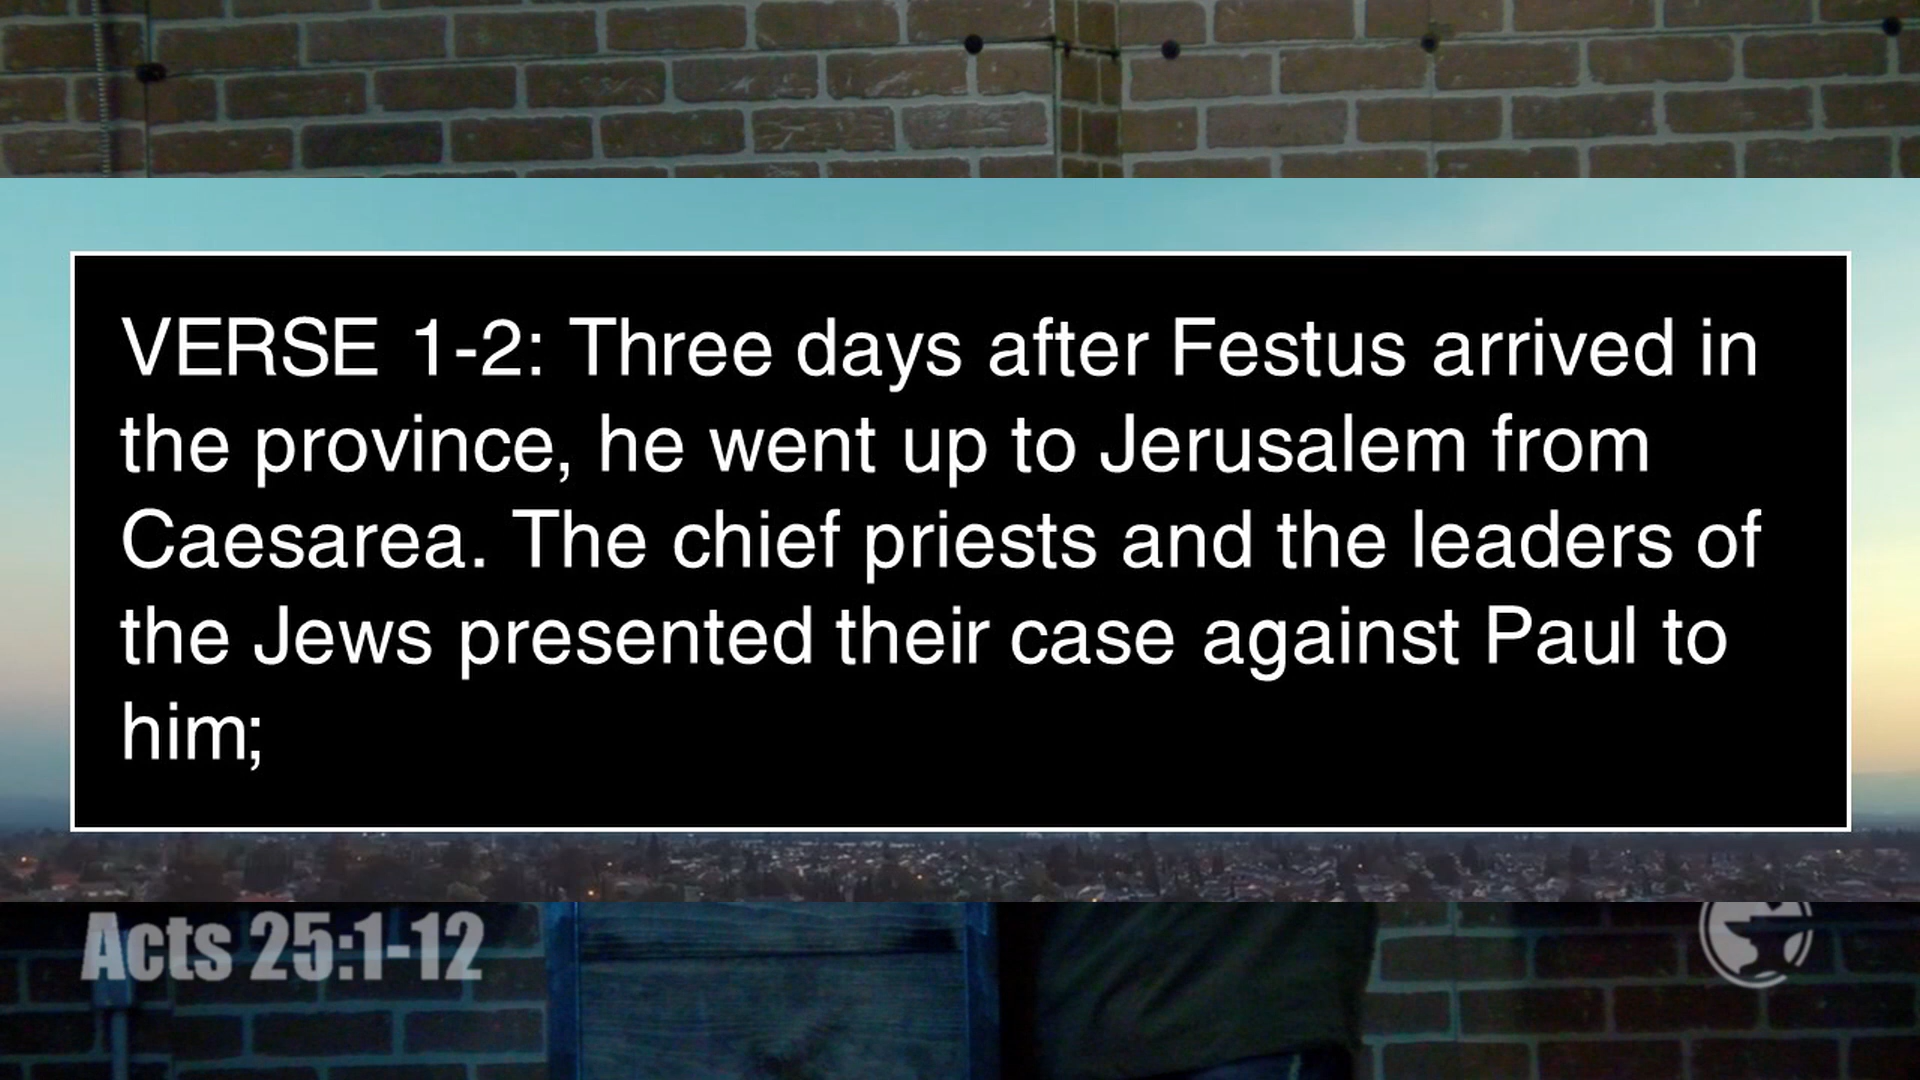 VERSE 1-2: Three days after Festus arrived in
the province, he went up to Jerusalem from
Caesarea. The chief priests and the leaders of
the Jews presented their case against Paul to
him;
Acts 25:1-12